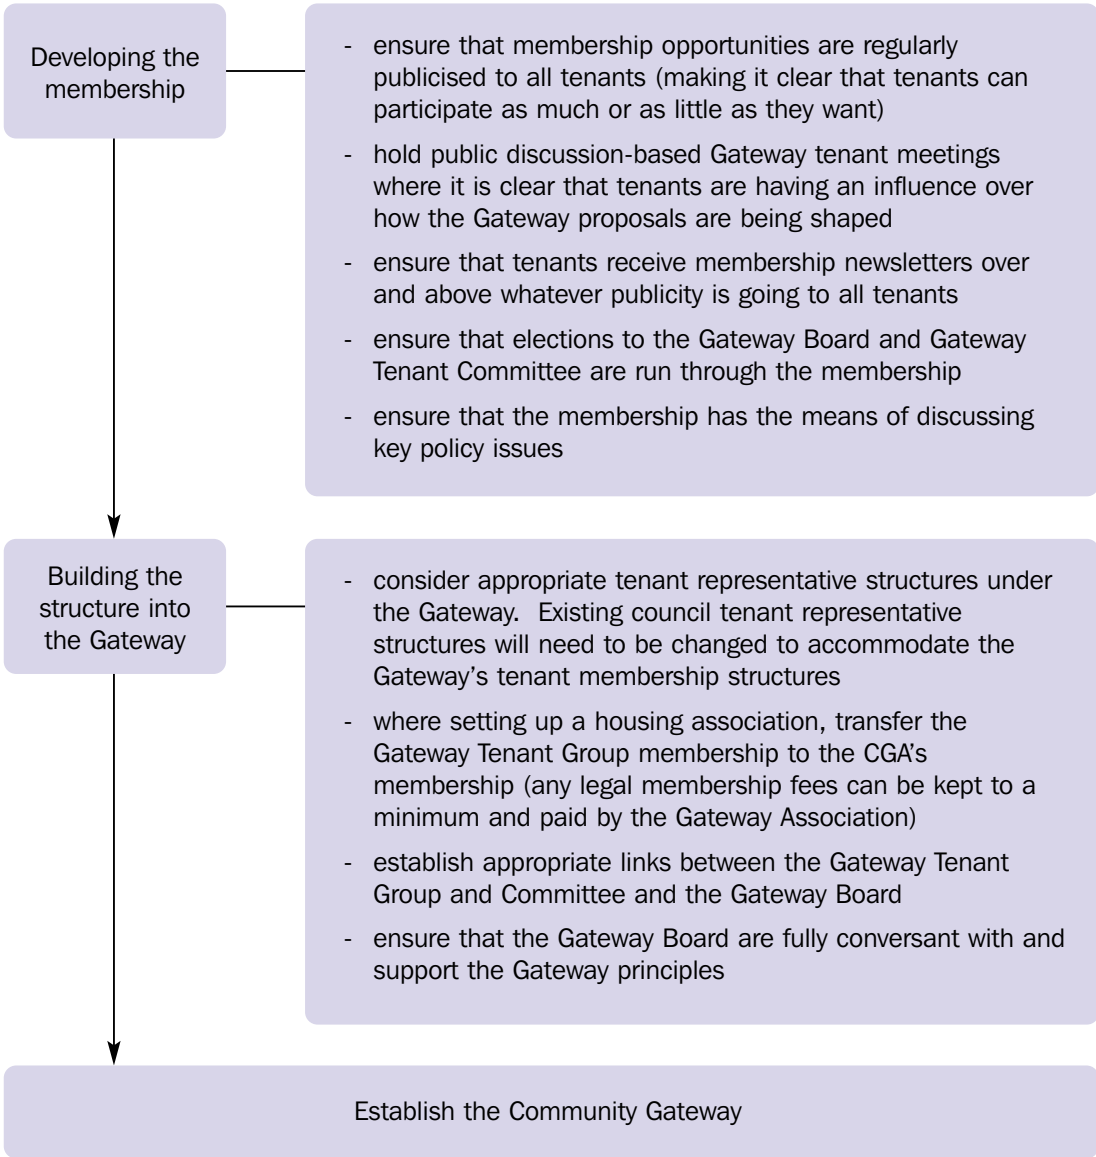 Developing the
membership
- ensure that membership opportunities are regularly
publicised to all tenants (making it clear that tenants can
participate as much or as little as they want)
- hold public discussion-based Gateway tenant meetings
where it is clear that tenants are having an influence over
how the Gateway proposals are being shaped
- ensure that tenants receive membership newsletters over
and above whatever publicity is going to all tenants
- ensure that elections to the Gateway Board and Gateway
Tenant Committee are run through the membership
- ensure that the membership has the means of discussing
key policy issues
Building the
structure into
the Gateway
- consider appropriate tenant representative structures under
the Gateway.  Existing council tenant representative
structures will need to be changed to accommodate the
Gateway’s tenant membership structures
- where setting up a housing association, transfer the
Gateway Tenant Group membership to the CGA’s
membership (any legal membership fees can be kept to a
minimum and paid by the Gateway Association)
- establish appropriate links between the Gateway Tenant
Group and Committee and the Gateway Board
- ensure that the Gateway Board are fully conversant with and
support the Gateway principles
Establish the Community Gateway